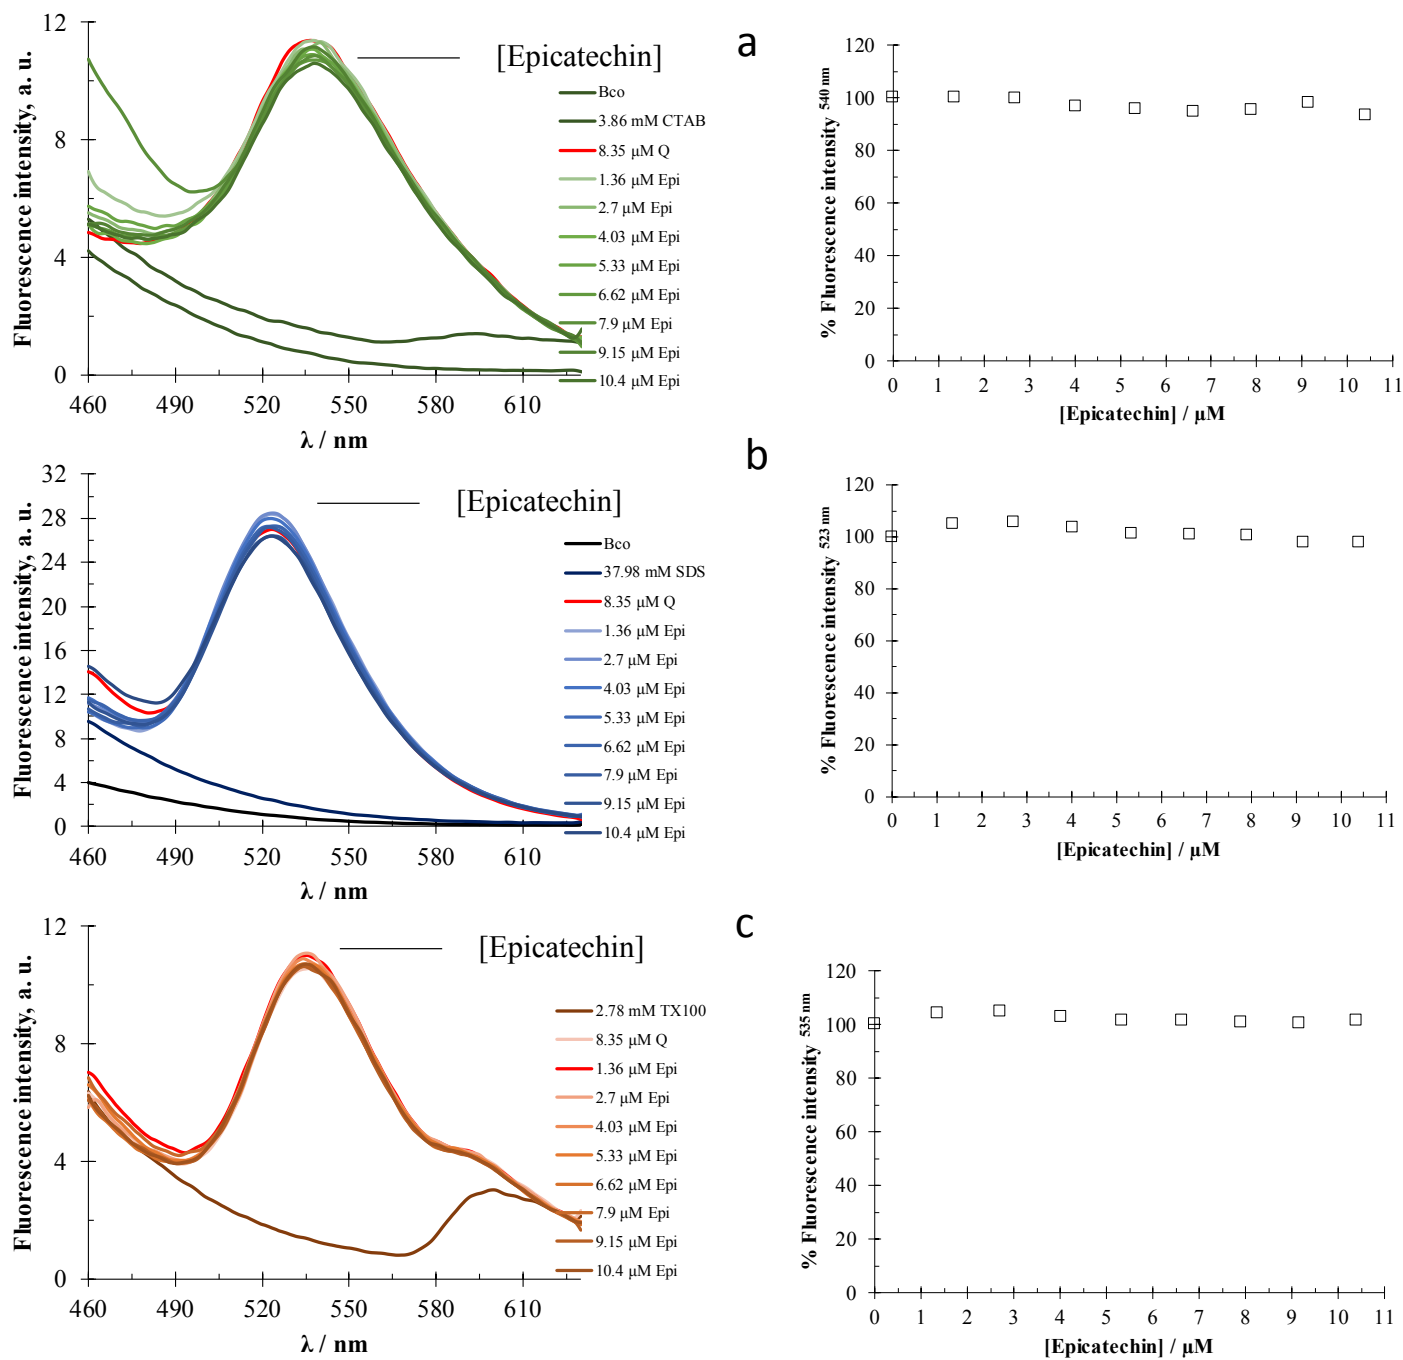 a
12
8
4
0
Fluorescence intensity, a. u.
460 490 520 550 580 610
λ / nm
[Epicatechin]
Bco
3.86 mM CTAB
8.35 μM Q
1.36 μM Epi
2.7 μM Epi
4.03 μM Epi
5.33 μM Epi
6.62 μM Epi
7.9 μM Epi
9.15 μM Epi
10.4 μM Epi
120
100
80
60
40
20
0
% Fluorescence intensity 540 nm
0 1 2 3 4 5 6 7 8 9 10 11
[Epicatechin] / μM
b
32
28
24
20
16
12
8
4
0
Fluorescence intensity, a. u.
460 490 520 550 580 610
λ / nm
[Epicatechin]
Bco
37.98 mM SDS
8.35 μM Q
1.36 μM Epi
2.7 μM Epi
4.03 μM Epi
5.33 μM Epi
6.62 μM Epi
7.9 μM Epi
9.15 μM Epi
10.4 μM Epi
120
100
80
60
40
20
0
% Fluorescence intensity 523 nm
0 1 2 3 4 5 6 7 8 9 10 11
[Epicatechin] / μM
c
12
8
4
0
Fluorescence intensity, a. u.
460 490 520 550 580 610
λ / nm
[Epicatechin]
2.78 mM TX100
8.35 μM Q
1.36 μM Epi
2.7 μM Epi
4.03 μM Epi
5.33 μM Epi
6.62 μM Epi
7.9 μM Epi
9.15 μM Epi
10.4 μM Epi
120
100
80
60
40
20
0
% Fluorescence intensity 535 nm
0 1 2 3 4 5 6 7 8 9 10 11
[Epicatechin] / μM